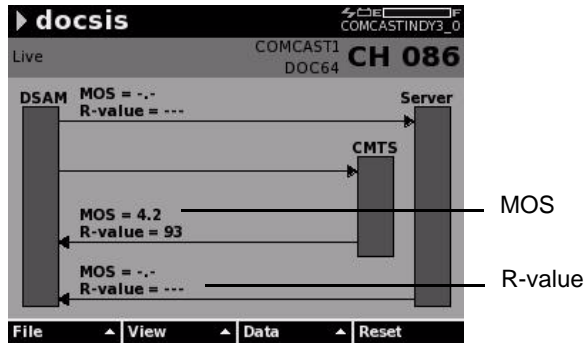 docsis
E F
COMCASTINDY3_0
Live
COMCAST1
DOC64
CH 086
DSAM
MOS = -.-
R-value = ---
Server
CMTS
MOS = 4.2
R-value = 93
MOS
MOS = -.-
R-value = ---
R-value
File
View
Data
Reset